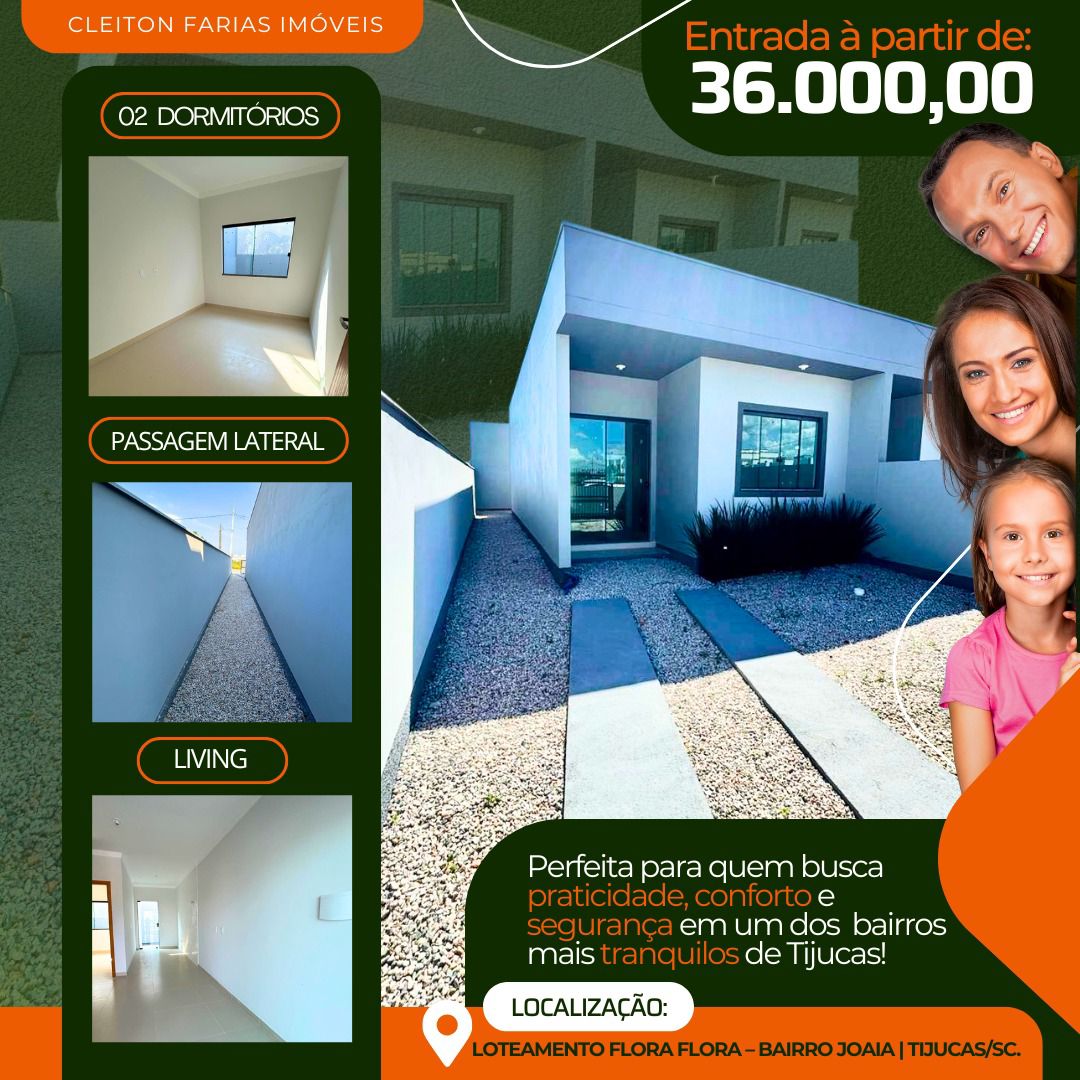 CLEITON FARIAS IMÓVEIS
Entrada à partir de:
36.000,00
02 DORMITÓRIOS
PASSAGEM LATERAL
LIVING
Perfeita para quem busca
praticidade, conforto e
segurança em um dos bairros
mais tranquilos de Tijucas!
LOCALIZAÇÃO:
LOTEAMENTO FLORA FLORA – BAIRRO JOAIA | TIJUCAS/SC.